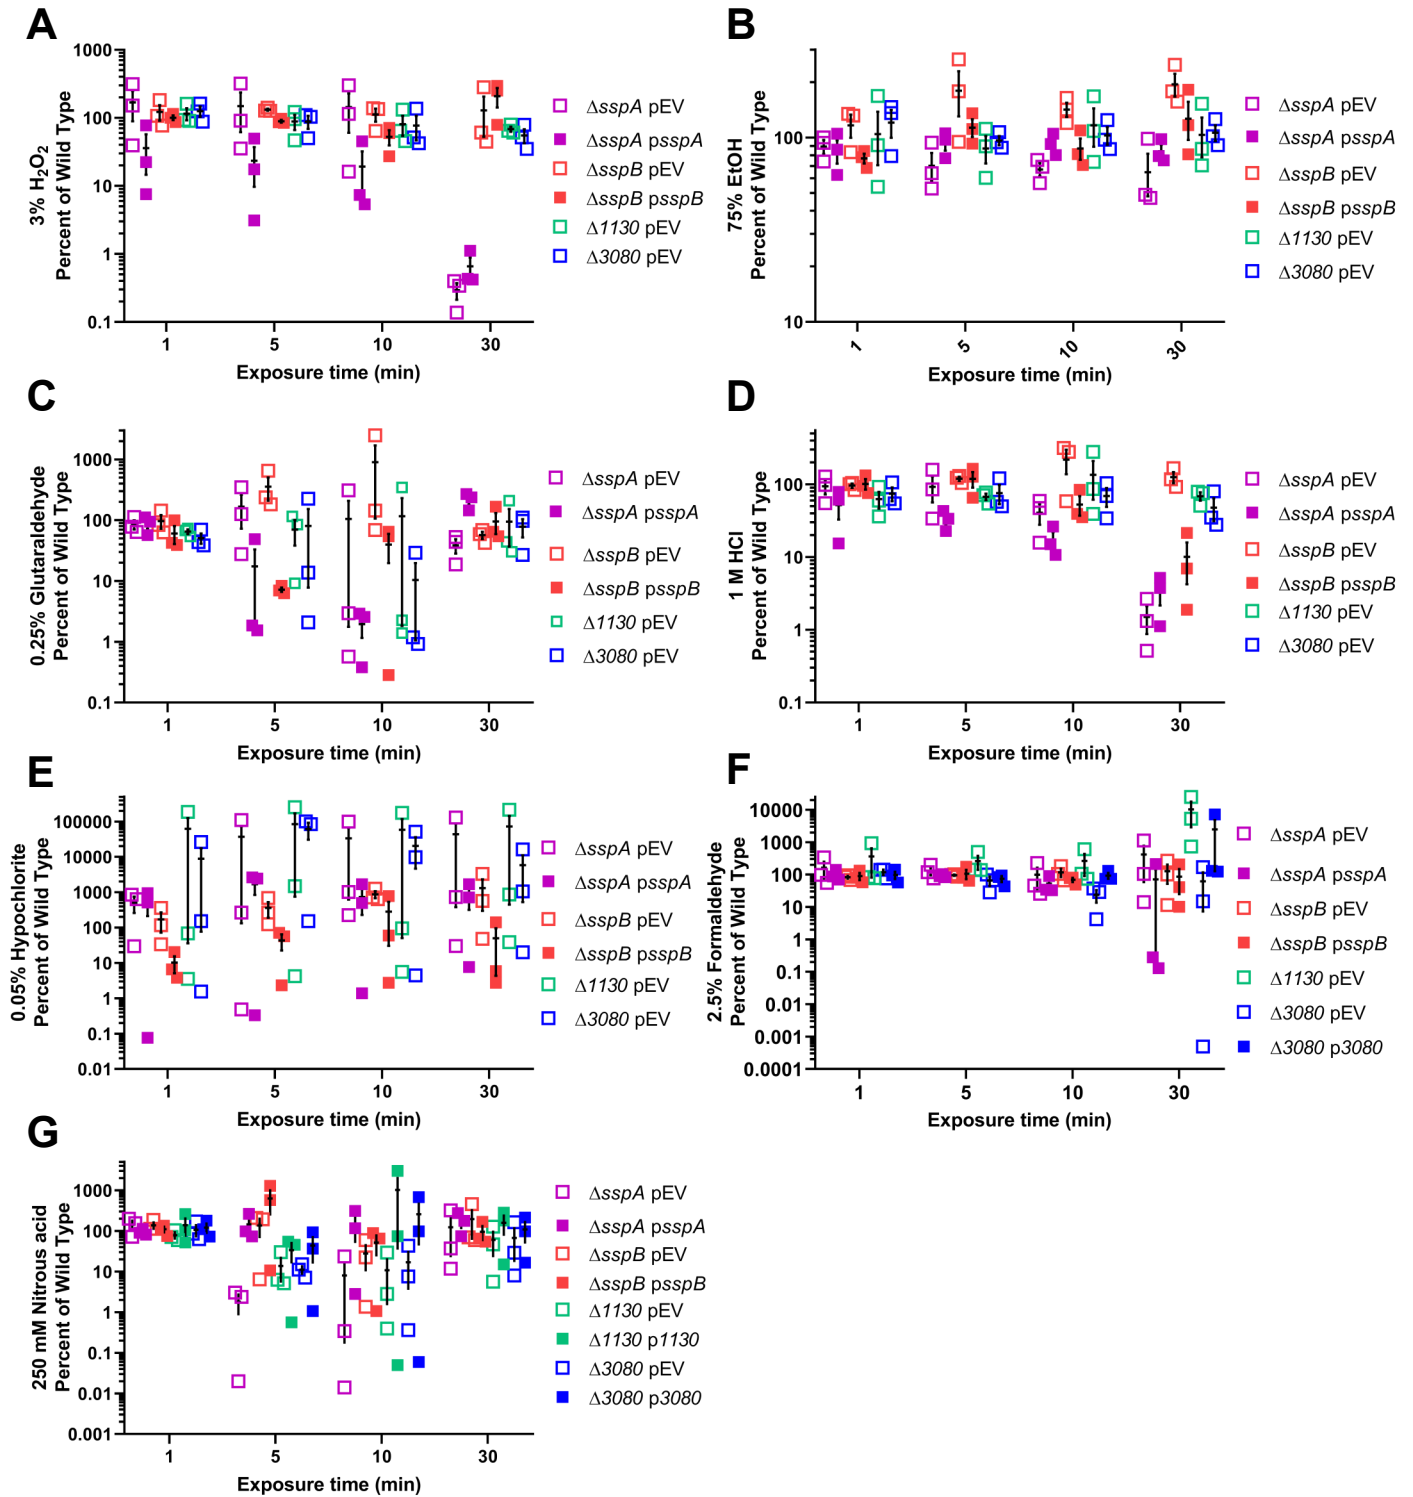 A
3% H₂O₂
Percent of Wild Type
1000
100
10
1
0.1
1
5
10
30
Exposure time (min)
ΔsspA pEV
ΔsspA psspA
ΔsspB pEV
ΔsspB psspB
Δ1130 pEV
Δ3080 pEV
B
75% EtOH
Percent of Wild Type
100
10
1
5
10
30
Exposure time (min)
ΔsspA pEV
ΔsspA psspA
ΔsspB pEV
ΔsspB psspB
Δ1130 pEV
Δ3080 pEV
C
0.25% Glutaraldehyde
Percent of Wild Type
1000
100
10
1
0.1
1
5
10
30
Exposure time (min)
ΔsspA pEV
ΔsspA psspA
ΔsspB pEV
ΔsspB psspB
Δ1130 pEV
Δ3080 pEV
D
1 M HCl
Percent of Wild Type
100
10
1
0.1
1
5
10
30
Exposure time (min)
ΔsspA pEV
ΔsspA psspA
ΔsspB pEV
ΔsspB psspB
Δ1130 pEV
Δ3080 pEV
E
0.05% Hypochlorite
Percent of Wild Type
100000
10000
1000
100
10
1
0.1
0.01
1
5
10
30
Exposure time (min)
ΔsspA pEV
ΔsspA psspA
ΔsspB pEV
ΔsspB psspB
Δ1130 pEV
Δ3080 pEV
F
2.5% Formaldehyde
Percent of Wild Type
10000
1000
100
10
1
0.1
0.01
0.001
0.0001
1
5
10
30
Exposure time (min)
ΔsspA pEV
ΔsspA psspA
ΔsspB pEV
ΔsspB psspB
Δ1130 pEV
Δ3080 pEV
Δ3080 p3080
G
250 mM Nitrous acid
Percent of Wild Type
1000
100
10
1
0.1
0.01
0.001
1
5
10
30
Exposure time (min)
ΔsspA pEV
ΔsspA psspA
ΔsspB pEV
ΔsspB psspB
Δ1130 pEV
Δ1130 p1130
Δ3080 pEV
Δ3080 p3080